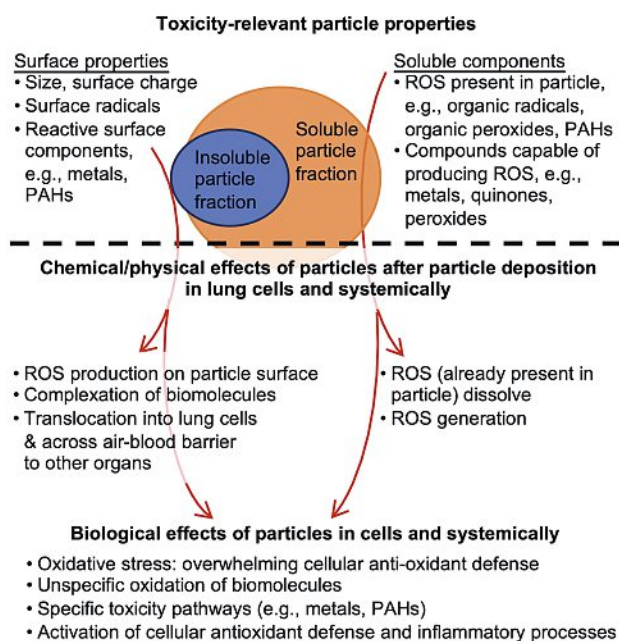 Toxicity-relevant particle properties
Surface properties
• Size, surface charge
• Surface radicals
• Reactive surface
components,
e.g., metals,
PAHs
Insoluble
particle
fraction
Soluble
particle
fraction
Soluble components
• ROS present in particle,
e.g., organic radicals,
organic peroxides, PAHs
• Compounds capable of
producing ROS, e.g.,
metals, quinones,
peroxides
Chemical/physical effects of particles after particle deposition
in lung cells and systemically
• ROS production on particle surface
• Complexation of biomolecules
• Translocation into lung cells
& across air-blood barrier
to other organs
• ROS (already present in
particle) dissolve
• ROS generation
Biological effects of particles in cells and systemically
• Oxidative stress: overwhelming cellular anti-oxidant defense
• Unspecific oxidation of biomolecules
• Specific toxicity pathways (e.g., metals, PAHs)
• Activation of cellular antioxidant defense and inflammatory processes